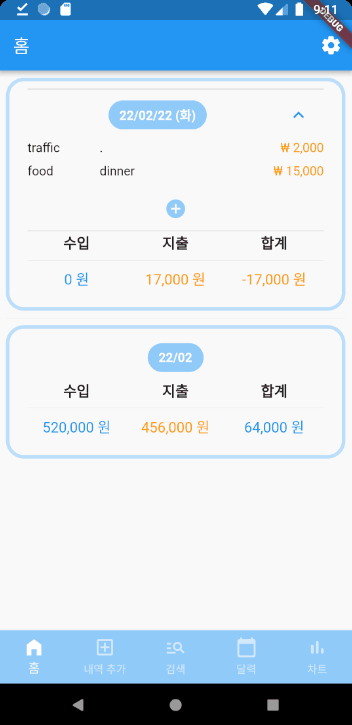 9:11
DEBUG
홈
22/02/22 (화)
traffic . ₩ 2,000
food dinner ₩ 15,000
수입 지출 합계
0 원 17,000 원 -17,000 원
22/02
수입 지출 합계
520,000 원 456,000 원 64,000 원
홈 내역 추가 검색 달력 차트